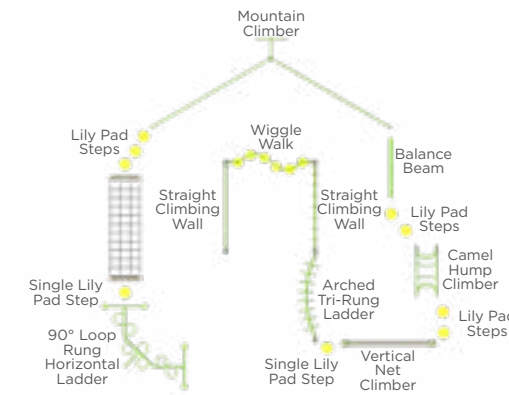 Mountain
Climber
Lily Pad
Steps
Wiggle
Walk
Balance
Beam
Straight
Climbing
Wall
Straight
Climbing
Wall
Lily Pad
Steps
Camel
Hump
Climber
Single Lily
Pad Step
Arched
Tri-Rung
Ladder
Lily Pad
Steps
90° Loop
Rung
Horizontal
Ladder
Single Lily
Pad Step
Vertical
Net
Climber